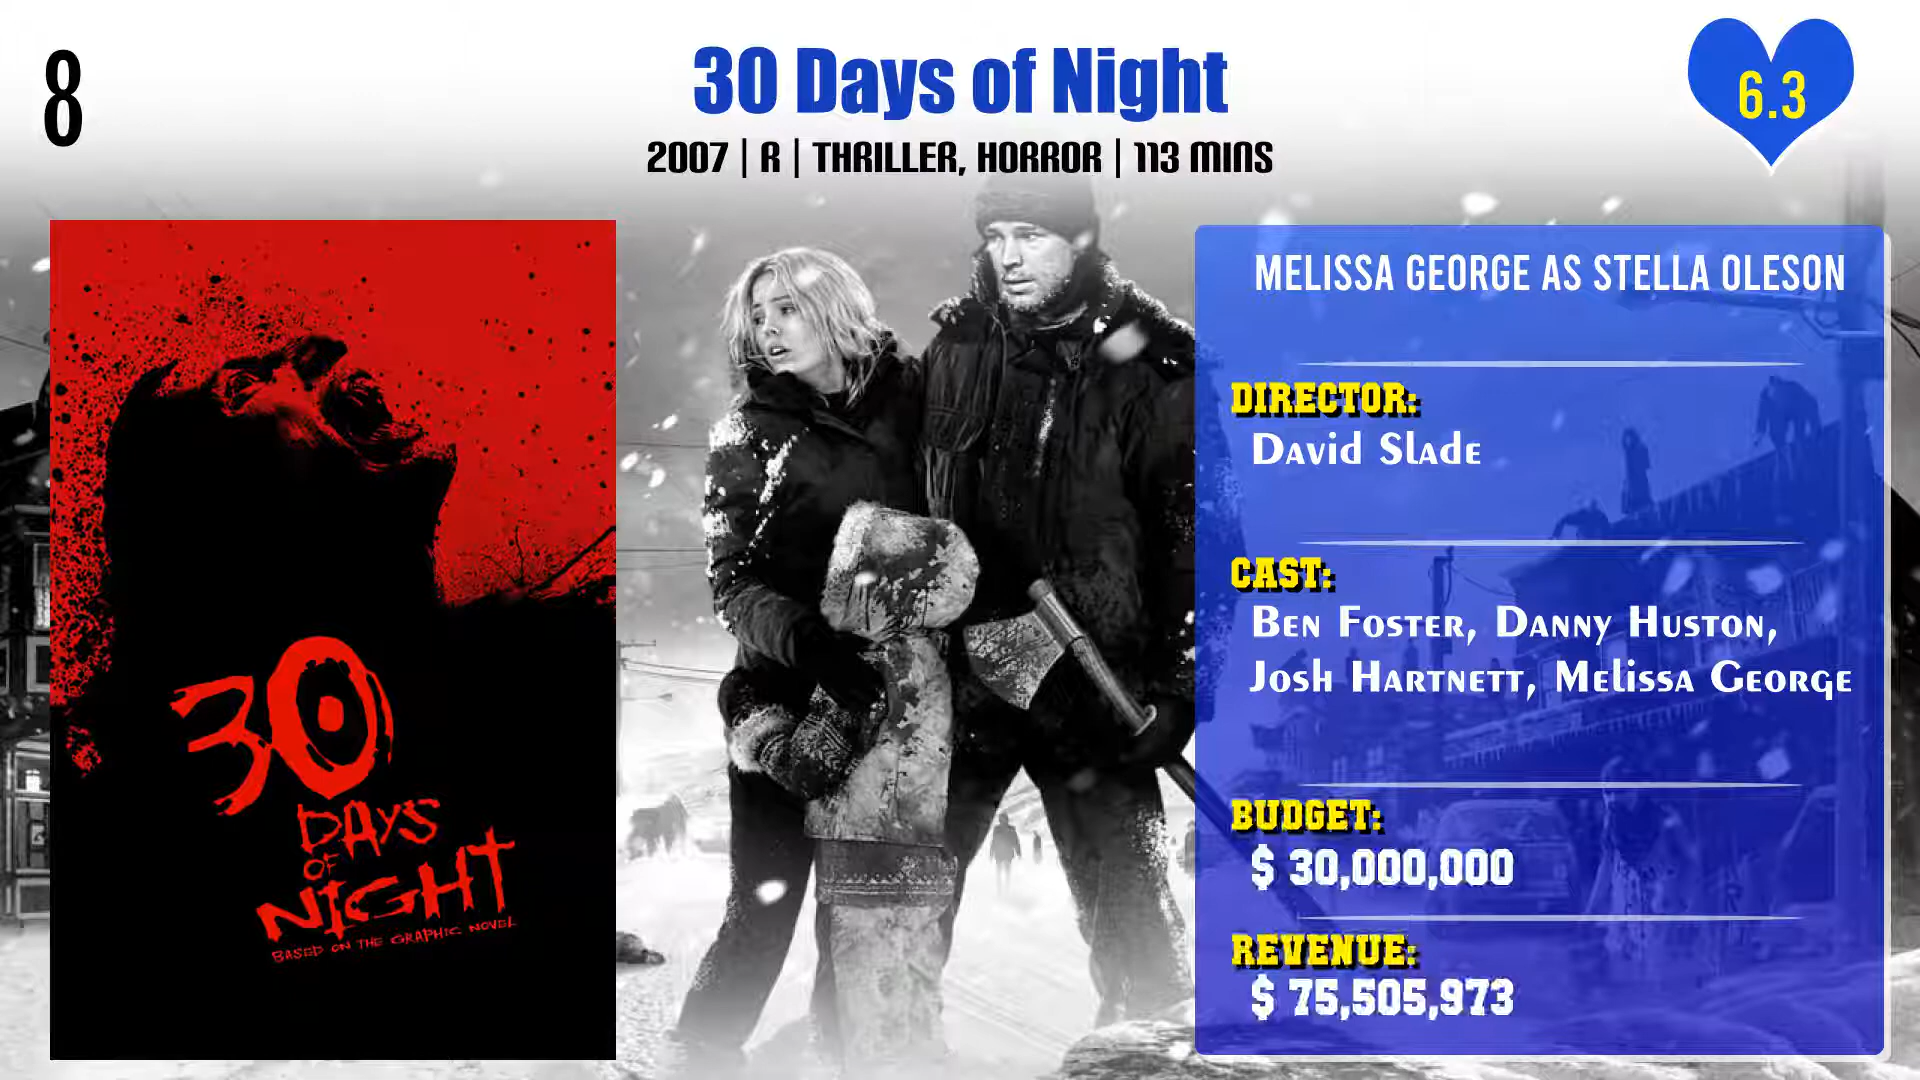 8
30 Days of Night
6.3
2007 | R | THRILLER, HORROR | 113 MINS
30
DAYS
OF
NIGHT
BASED ON THE GRAPHIC NOVEL
MELISSA GEORGE AS STELLA OLESON
DIRECTOR:
David Slade
CAST:
Ben Foster, Danny Huston,
Josh Hartnett, Melissa George
BUDGET:
$ 30,000,000
REVENUE:
$ 75,505,973